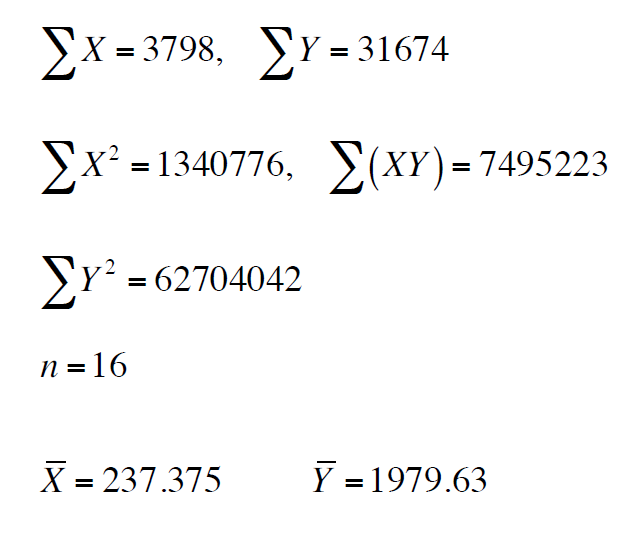 ∑X = 3798, ∑Y = 31674
∑X² = 1340776, ∑(XY) = 7495223
∑Y² = 62704042
n = 16
X̅ = 237.375 Y̅ = 1979.63